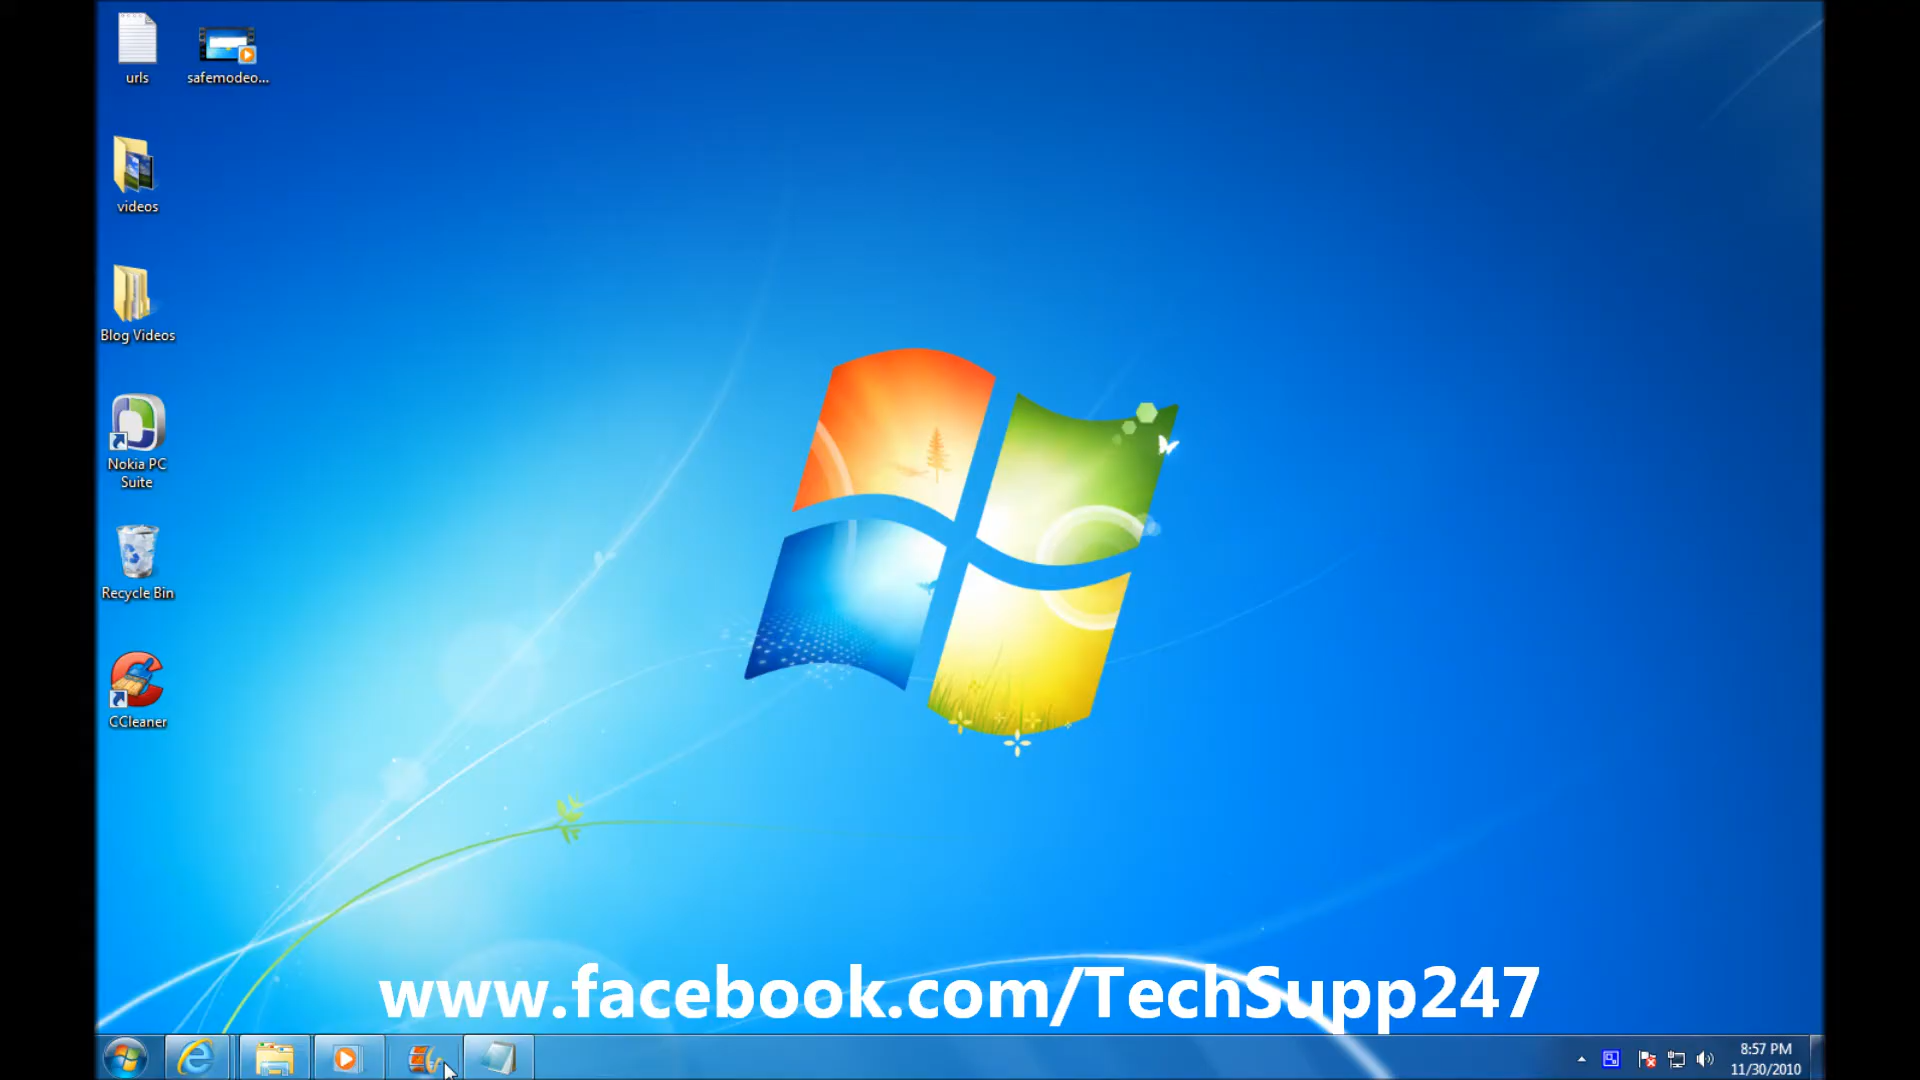 urls
safemodeo...
videos
Blog Videos
Nokia PC
Suite
Recycle Bin
CCleaner
www.facebook.com/TechSupp247
8:57 PM
11/30/2010